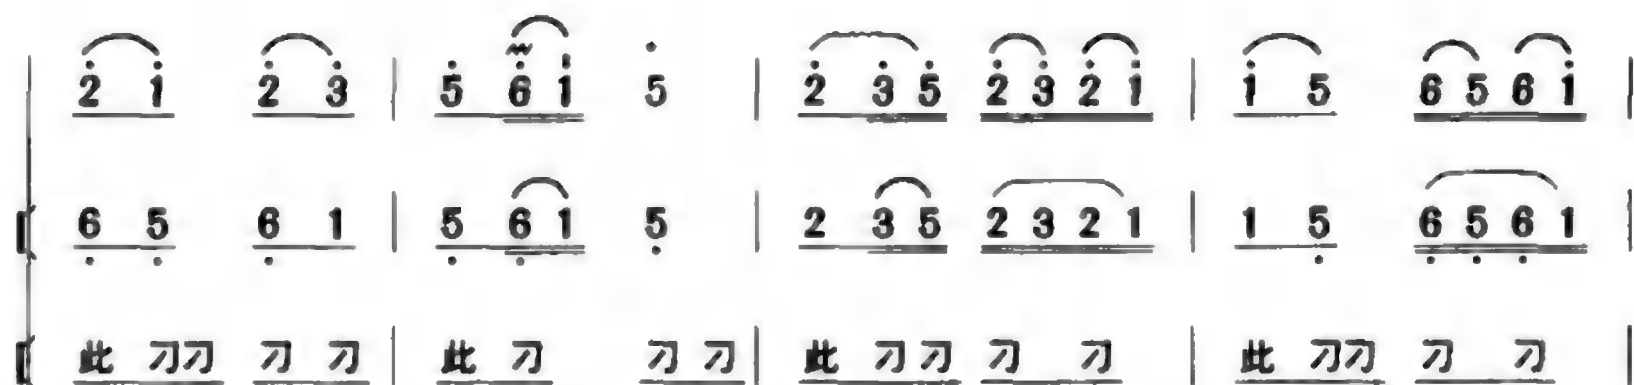 2̇ 1̇ 2̇ 3̇ | 5̇ 6̇ i̇ 5̇ | 2̇ 3̇ 5̇ 2̇ 3̇ 2̇ 1̇ | 1̇ 5 6 5 6 1̇ |
6̣ 5̣ 6̣ 1 | 5̣ 6̣ 1 5̣ | 2 3 5 2 3 2 1 | 1 5̣ 6̣ 5̣ 6̣ 1 |
此 刀刀 刀 刀 | 此 刀 刀 刀 | 此 刀 刀 刀 刀 | 此 刀刀 刀 刀 |